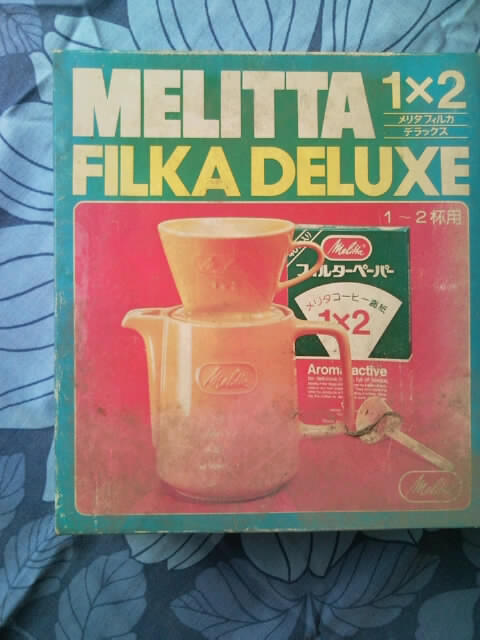 MELITTA 1×2
メリタフィルカ
デラックス
FILKA DELUXE
1～2杯用
Melitta
フィルターペーパー
メリタコーヒー濾紙
1×2
Aromaactive
Melitta
Melitta